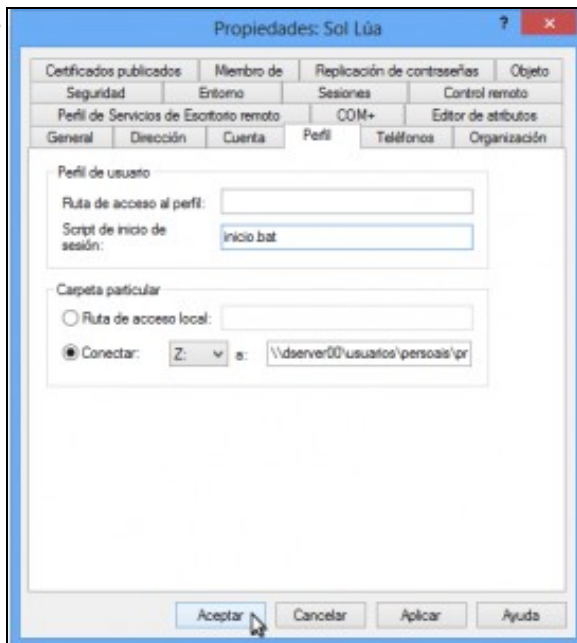 Propiedades: Sol Lúa
?
Certificados publicados Miembro de Replicación de contraseñas Objeto
Seguridad Entorno Sesiones Control remoto
Perfil de Servicios de Escritorio remoto COM+ Editor de atributos
General Dirección Cuenta Perfil Teléfonos Organización
Perfil de usuario
Ruta de acceso al perfil:
Script de inicio de
sesión:
inicio.bat
Carpeta particular
Ruta de acceso local:
Conectar: Z: a: \\dserver00\usuarios\persoais\pr
Aceptar Cancelar Aplicar Ayuda